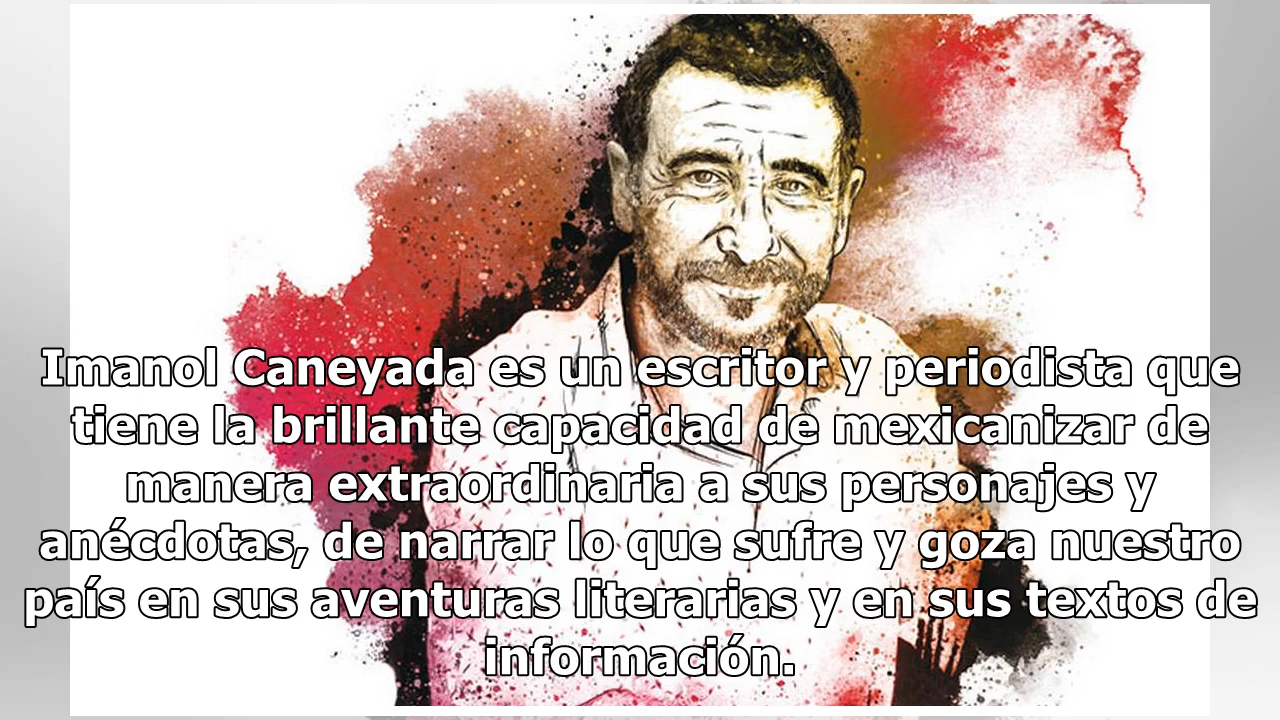 Imanol Caneyada es un escritor y periodista que
tiene la brillante capacidad de mexicanizar de
manera extraordinaria a sus personajes y
anécdotas, de narrar lo que sufre y goza nuestro
país en sus aventuras literarias y en sus textos de
información.